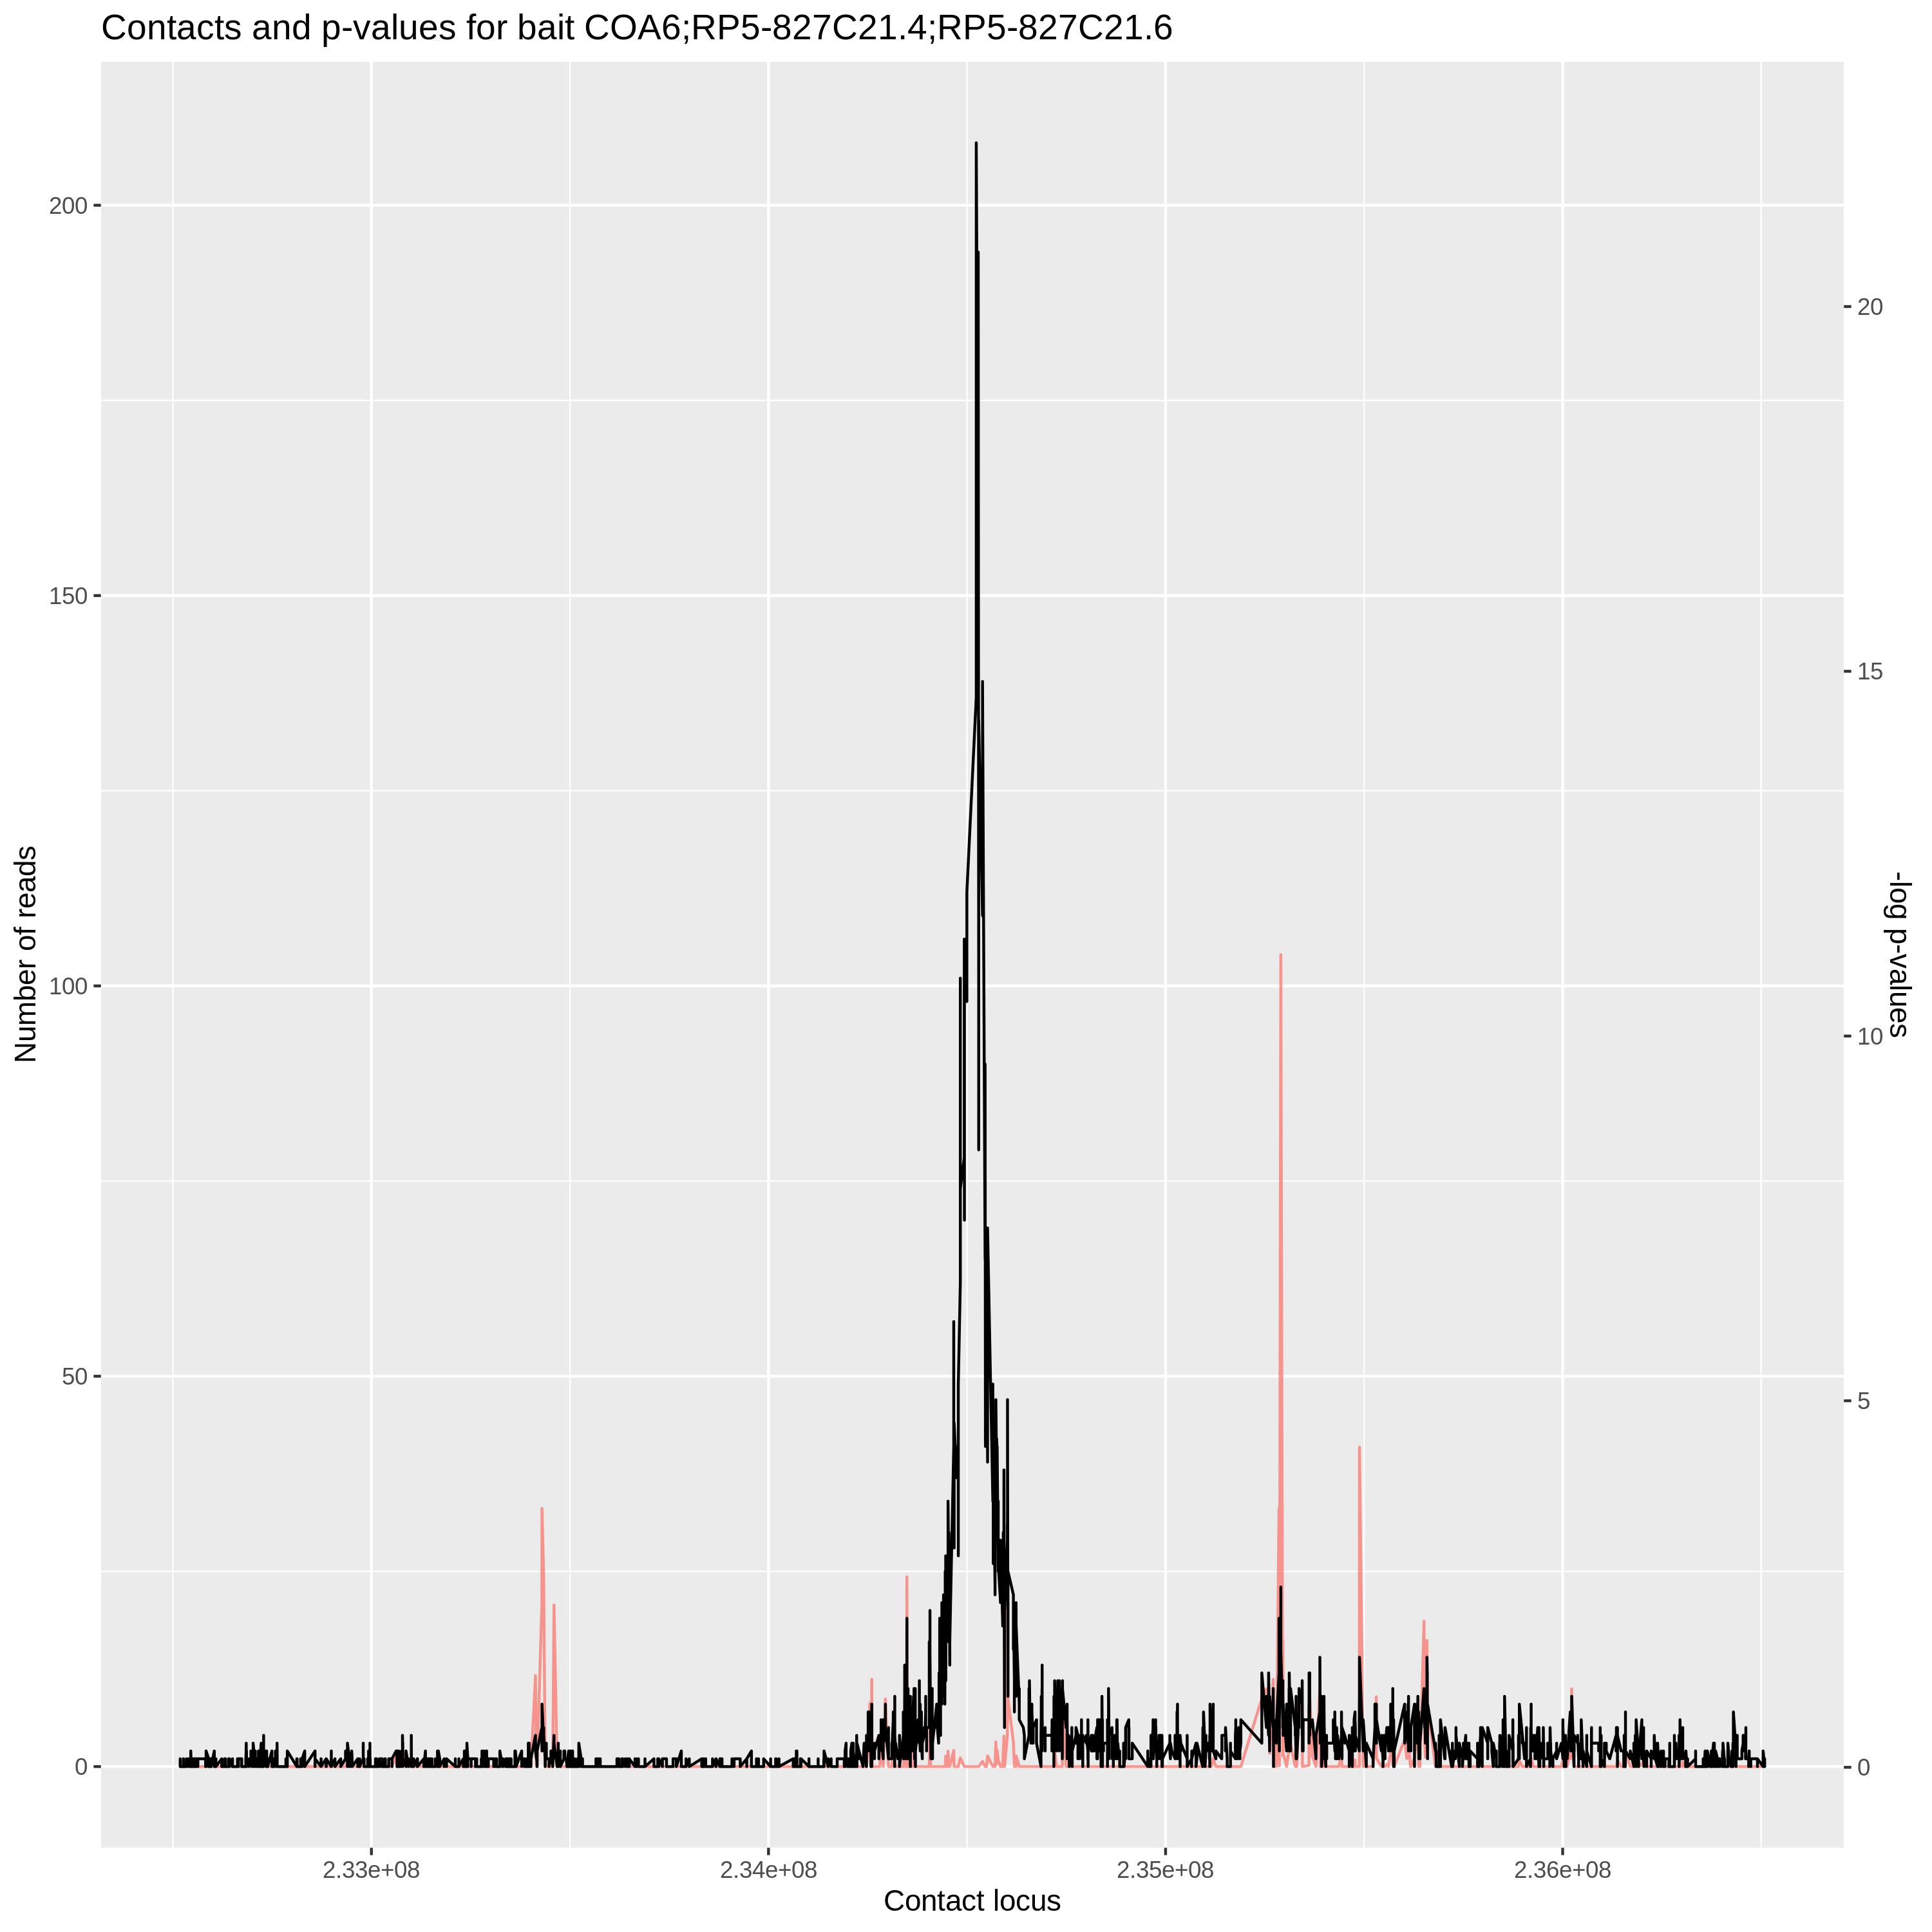 Contacts and p-values for bait COA6;RP5-827C21.4;RP5-827C21.6
200
150
100
50
0
Number of reads
20
15
10
5
0
-log p-values
2.33e+08
2.34e+08
2.35e+08
2.36e+08
Contact locus